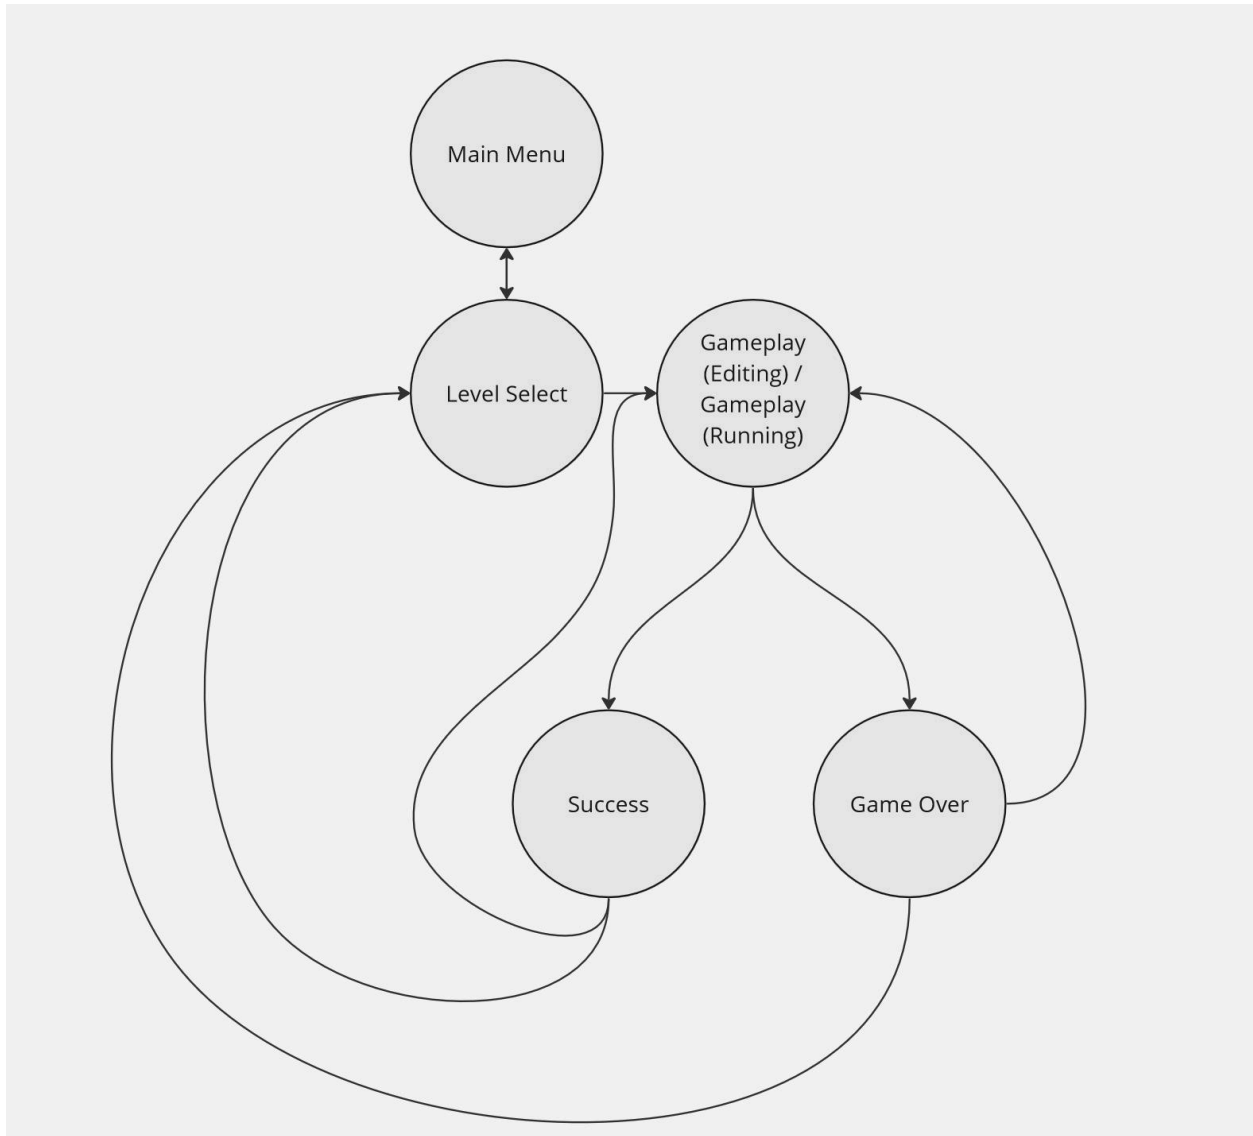 Main Menu
Level Select
Gameplay
(Editing) /
Gameplay
(Running)
Success
Game Over